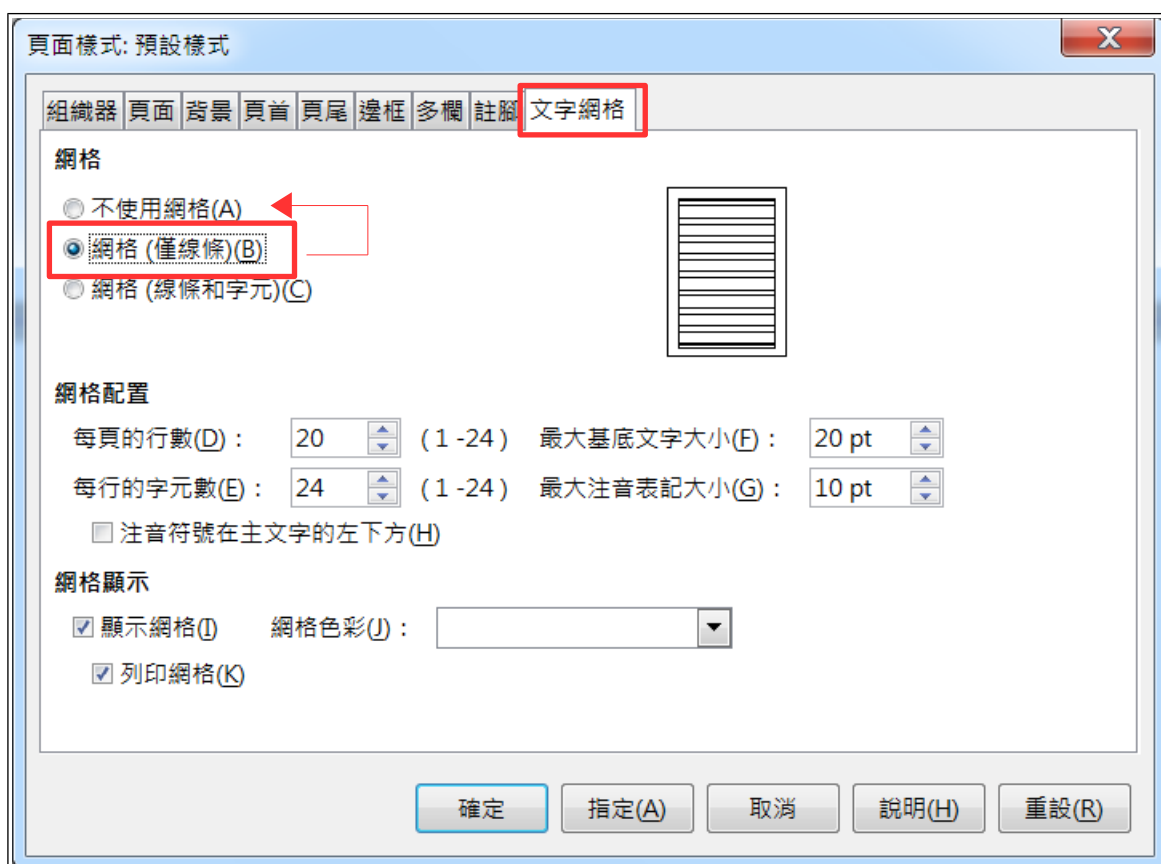 頁面樣式: 預設樣式
組織器 頁面 背景 頁首 頁尾 邊框 多欄 註腳 文字網格
網格
不使用網格(A)
網格 (僅線條)(B)
網格 (線條和字元)(C)
網格配置
每頁的行數(D)： 20 ( 1 -24 ) 最大基底文字大小(F)： 20 pt
每行的字元數(E)： 24 ( 1 -24 ) 最大注音表記大小(G)： 10 pt
注音符號在主文字的左下方(H)
網格顯示
顯示網格(I) 網格色彩(J)：
列印網格(K)
確定 指定(A) 取消 說明(H) 重設(R)